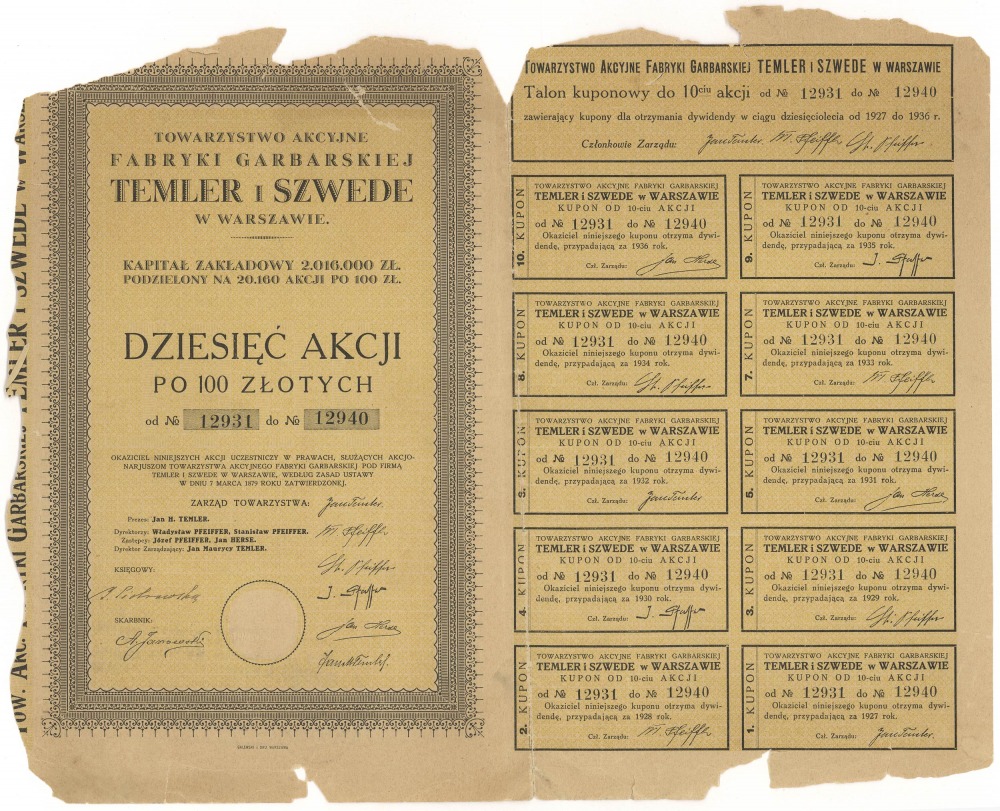 TOWARZYSTWO AKCYJNE
FABRYKI GARBARSKIEJ
TEMLER I SZWEDE
W WARSZAWIE.
KAPITAŁ ZAKŁADOWY 2.016.000 ZŁ.
PODZIELONY NA 20.160 AKCJI PO 100 ZŁ.
DZIESIĘĆ AKCJI
PO 100 ZŁOTYCH
od № 12931 do № 12940
OKAZICIEL NINIEJSZYCH AKCJI UCZESTNICZY W PRAWACH, SŁUŻĄCYCH AKCJO-
NARJUSZOM TOWARZYSTWA AKCYJNEGO FABRYKI GARBARSKIEJ POD FIRMĄ
TEMLER I SZWEDE W WARSZAWIE, WEDŁUG ZASAD USTAWY
W DNIU 7 MARCA 1879 ROKU ZATWIERDZONEJ.
ZARZĄD TOWARZYSTWA:
Prezes: Jan H. TEMLER.
Dyrektorzy: Władysław PFEIFFER, Stanisław PFEIFFER.
Zastępcy: Józef PFEIFFER, Jan HERSE.
Dyrektor Zarządzający: Jan Maurycy TEMLER.
KSIĘGOWY:
SKARBNIK:
TOWARZYSTWO AKCYJNE FABRYKI GARBARSKIEJ TEMLER I SZWEDE W WARSZAWIE
Talon kuponowy do 10ciu akcji od № 12931 do № 12940
zawierający kupony dla otrzymania dywidendy w ciągu dziesięciolecia od 1927 do 1936 r.
Członkowie Zarządu:
10. KUPON
TOWARZYSTWO AKCYJNE FABRYKI GARBARSKIEJ
TEMLER i SZWEDE w WARSZAWIE
KUPON OD 10-ciu AKCJI
od № 12931 do № 12940
Okaziciel niniejszego kuponu otrzyma dywi-
dendę, przypadającą za 1936 rok.
Czł. Zarządu:
9. KUPON
TOWARZYSTWO AKCYJNE FABRYKI GARBARSKIEJ
TEMLER i SZWEDE w WARSZAWIE
KUPON OD 10-ciu AKCJI
od № 12931 do № 12940
Okaziciel niniejszego kuponu otrzyma dywi-
dendę, przypadającą za 1935 rok.
Czł. Zarządu:
8. KUPON
TOWARZYSTWO AKCYJNE FABRYKI GARBARSKIEJ
TEMLER i SZWEDE w WARSZAWIE
KUPON OD 10-ciu AKCJI
od № 12931 do № 12940
Okaziciel niniejszego kuponu otrzyma dywi-
dendę, przypadającą za 1934 rok.
Czł. Zarządu:
7. KUPON
TOWARZYSTWO AKCYJNE FABRYKI GARBARSKIEJ
TEMLER i SZWEDE w WARSZAWIE
KUPON OD 10-ciu AKCJI
od № 12931 do № 12940
Okaziciel niniejszego kuponu otrzyma dywi-
dendę, przypadającą za 1933 rok.
Czł. Zarządu:
KUPON
TOWARZYSTWO AKCYJNE FABRYKI GARBARSKIEJ
TEMLER i SZWEDE w WARSZAWIE
KUPON OD 10-ciu AKCJI
od № 12931 do № 12940
Okaziciel niniejszego kuponu otrzyma dywi-
dendę, przypadającą za 1932 rok.
Czł. Zarządu:
5. KUPON
TOWARZYSTWO AKCYJNE FABRYKI GARBARSKIEJ
TEMLER i SZWEDE w WARSZAWIE
KUPON OD 10-ciu AKCJI
od № 12931 do № 12940
Okaziciel niniejszego kuponu otrzyma dywi-
dendę, przypadającą za 1931 rok.
Czł. Zarządu:
4. KUPON
TOWARZYSTWO AKCYJNE FABRYKI GARBARSKIEJ
TEMLER i SZWEDE w WARSZAWIE
KUPON OD 10-ciu AKCJI
od № 12931 do № 12940
Okaziciel niniejszego kuponu otrzyma dywi-
dendę, przypadającą za 1930 rok.
Czł. Zarządu:
3. KUPON
TOWARZYSTWO AKCYJNE FABRYKI GARBARSKIEJ
TEMLER i SZWEDE w WARSZAWIE
KUPON OD 10-ciu AKCJI
od № 12931 do № 12940
Okaziciel niniejszego kuponu otrzyma dywi-
dendę, przypadającą za 1929 rok.
Czł. Zarządu:
2. KUPON
TOWARZYSTWO AKCYJNE FABRYKI GARBARSKIEJ
TEMLER i SZWEDE w WARSZAWIE
KUPON OD 10-ciu AKCJI
od № 12931 do № 12940
Okaziciel niniejszego kuponu otrzyma dywi-
dendę, przypadającą za 1928 rok.
Czł. Zarządu:
1. KUPON
TOWARZYSTWO AKCYJNE FABRYKI GARBARSKIEJ
TEMLER i SZWEDE w WARSZAWIE
KUPON OD 10-ciu AKCJI
od № 12931 do № 12940
Okaziciel niniejszego kuponu otrzyma dywi-
dendę, przypadającą za 1927 rok.
Czł. Zarządu: